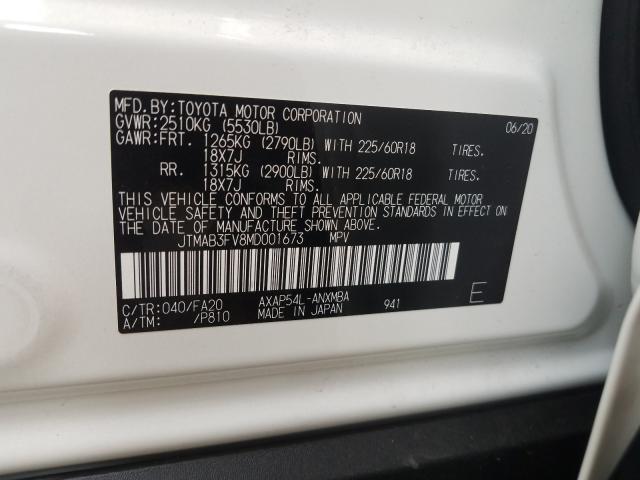 MFD.BY:TOYOTA MOTOR CORPORATION 06/20
GVWR:2510KG (5530LB)
GAWR:FRT. 1265KG (2790LB) WITH 225/60R18 TIRES.
18X7J RIMS.
RR. 1315KG (2900LB) WITH 225/60R18 TIRES.
18X7J RIMS.
THIS VEHICLE CONFORMS TO ALL APPLICABLE FEDERAL MOTOR
VEHICLE SAFETY AND THEFT PREVENTION STANDARDS IN EFFECT
ON THE DATE OF MANUFACTURE SHOWN ABOVE.
JTMAB3FV8MD001673 MPV
C/TR:040/FA20 AXAP54L-ANXMBA 941 E
A/TM: /P810 MADE IN JAPAN